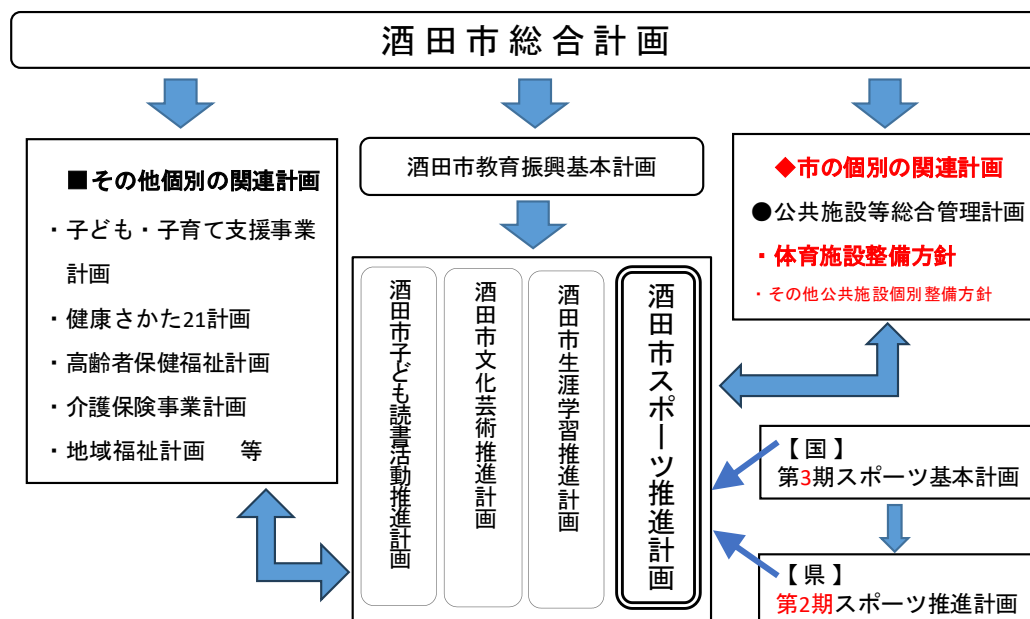 酒田市総合計画
■その他個別の関連計画
・子ども・子育て支援事業
計画
・健康さかた21計画
・高齢者保健福祉計画
・介護保険事業計画
・地域福祉計画　等
酒田市教育振興基本計画
酒田市子ども読書活動推進計画
酒田市文化芸術推進計画
酒田市生涯学習推進計画
酒田市スポーツ推進計画
◆市の個別の関連計画
●公共施設等総合管理計画
・体育施設整備方針
・その他公共施設個別整備方針
【国】
第3期スポーツ基本計画
【県】
第2期スポーツ推進計画